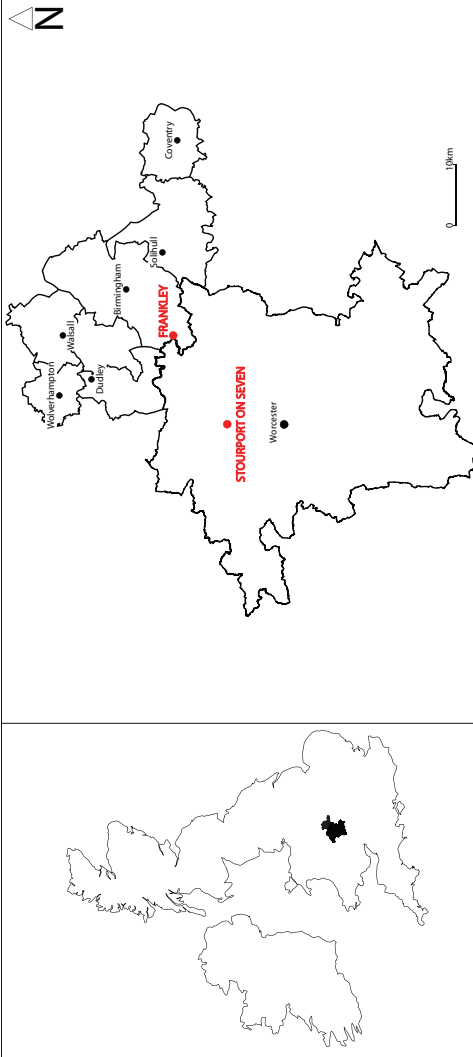 N
Coventry
Solihull
Birmingham
FRANKLEY
Walsall
Wolverhampton
Dudley
STOURPORT ON SEVEN
Worcester
0
10km